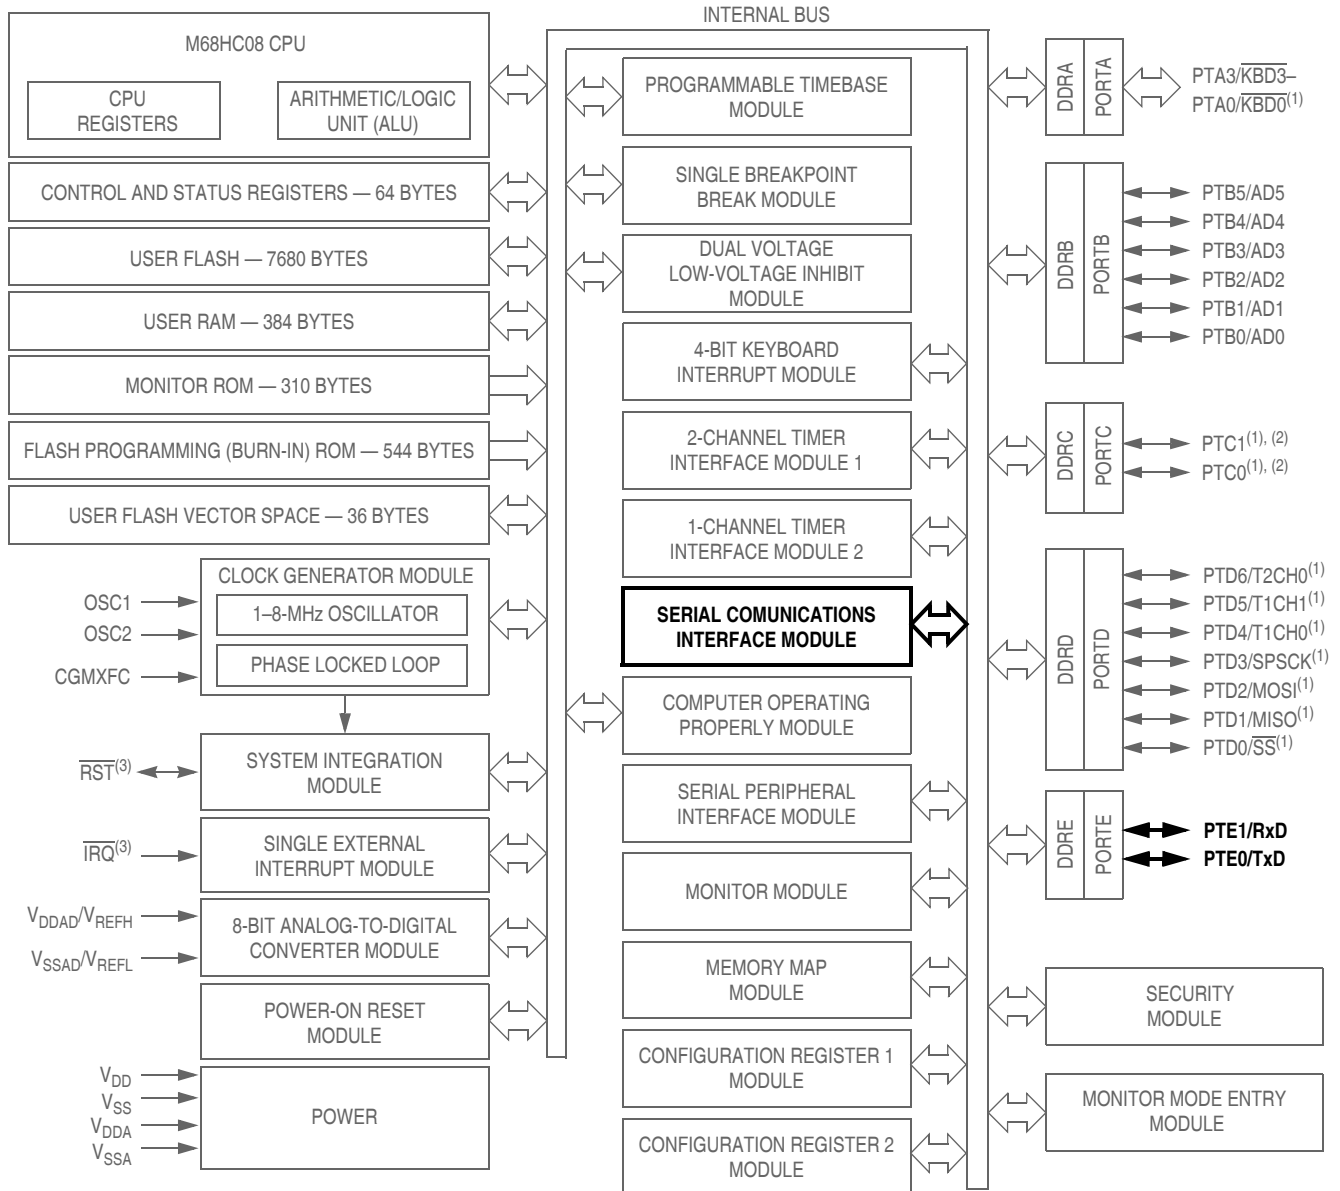 INTERNAL BUS
M68HC08 CPU
CPU
REGISTERS
ARITHMETIC/LOGIC
UNIT (ALU)
CONTROL AND STATUS REGISTERS — 64 BYTES
USER FLASH — 7680 BYTES
USER RAM — 384 BYTES
MONITOR ROM — 310 BYTES
FLASH PROGRAMMING (BURN-IN) ROM — 544 BYTES
USER FLASH VECTOR SPACE — 36 BYTES
CLOCK GENERATOR MODULE
1–8-MHz OSCILLATOR
PHASE LOCKED LOOP
OSC1
OSC2
CGMXFC
SYSTEM INTEGRATION
MODULE
RST(3)
SINGLE EXTERNAL
INTERRUPT MODULE
IRQ(3)
8-BIT ANALOG-TO-DIGITAL
CONVERTER MODULE
VDDAD/VREFH
VSSAD/VREFL
POWER-ON RESET
MODULE
POWER
VDD
VSS
VDDA
VSSA
PROGRAMMABLE TIMEBASE
MODULE
SINGLE BREAKPOINT
BREAK MODULE
DUAL VOLTAGE
LOW-VOLTAGE INHIBIT
MODULE
4-BIT KEYBOARD
INTERRUPT MODULE
2-CHANNEL TIMER
INTERFACE MODULE 1
1-CHANNEL TIMER
INTERFACE MODULE 2
SERIAL COMUNICATIONS
INTERFACE MODULE
COMPUTER OPERATING
PROPERLY MODULE
SERIAL PERIPHERAL
INTERFACE MODULE
MONITOR MODULE
MEMORY MAP
MODULE
CONFIGURATION REGISTER 1
MODULE
CONFIGURATION REGISTER 2
MODULE
DDRA
PORTA
PTA3/KBD3–
PTA0/KBD0(1)
DDRB
PORTB
PTB5/AD5
PTB4/AD4
PTB3/AD3
PTB2/AD2
PTB1/AD1
PTB0/AD0
DDRC
PORTC
PTC1(1), (2)
PTC0(1), (2)
DDRD
PORTD
PTD6/T2CH0(1)
PTD5/T1CH1(1)
PTD4/T1CH0(1)
PTD3/SPSCK(1)
PTD2/MOSI(1)
PTD1/MISO(1)
PTD0/SS(1)
DDRE
PORTE
PTE1/RxD
PTE0/TxD
SECURITY
MODULE
MONITOR MODE ENTRY
MODULE